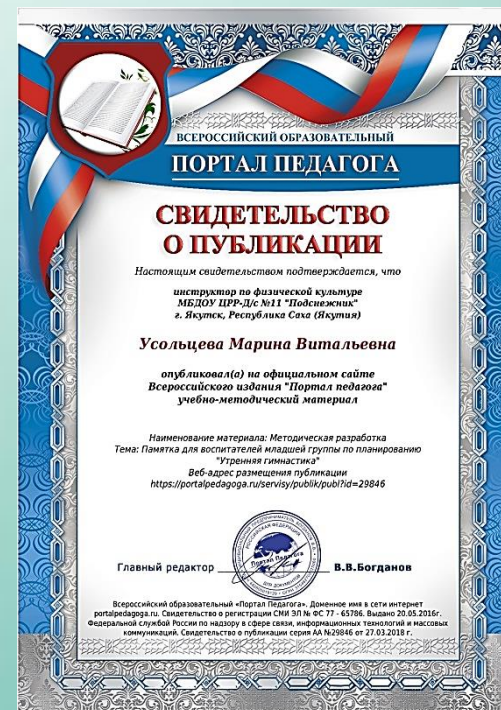 ВСЕРОССИЙСКИЙ ОБРАЗОВАТЕЛЬНЫЙ
ПОРТАЛ ПЕДАГОГА
СВИДЕТЕЛЬСТВО
О ПУБЛИКАЦИИ
Настоящим свидетельством подтверждается, что
инструктор по физической культуре
МБДОУ ЦРР-Д/с №11 "Подснежник"
г. Якутск, Республика Саха (Якутия)
Усольцева Марина Витальевна
опубликовал(а) на официальном сайте
Всероссийского издания "Портал педагога"
учебно-методический материал
Наименование материала: Методическая разработка
Тема: Памятка для воспитателей младшей группы по планированию
"Утренняя гимнастика"
Веб-адрес размещения публикации
https://portalpedagoga.ru/servisy/publik/publ?id=29846
Портал Педагога
Для документов
Главный редактор В.В.Богданов
Всероссийский образовательный «Портал Педагога». Доменное имя в сети интернет
portalpedagoga.ru. Свидетельство о регистрации СМИ ЭЛ № ФС 77 - 65786. Выдано 20.05.2016г.
Федеральной службой России по надзору в сфере связи, информационных технологий и массовых
коммуникаций. Свидетельство о публикации серия АА №29846 от 27.03.2018 г.